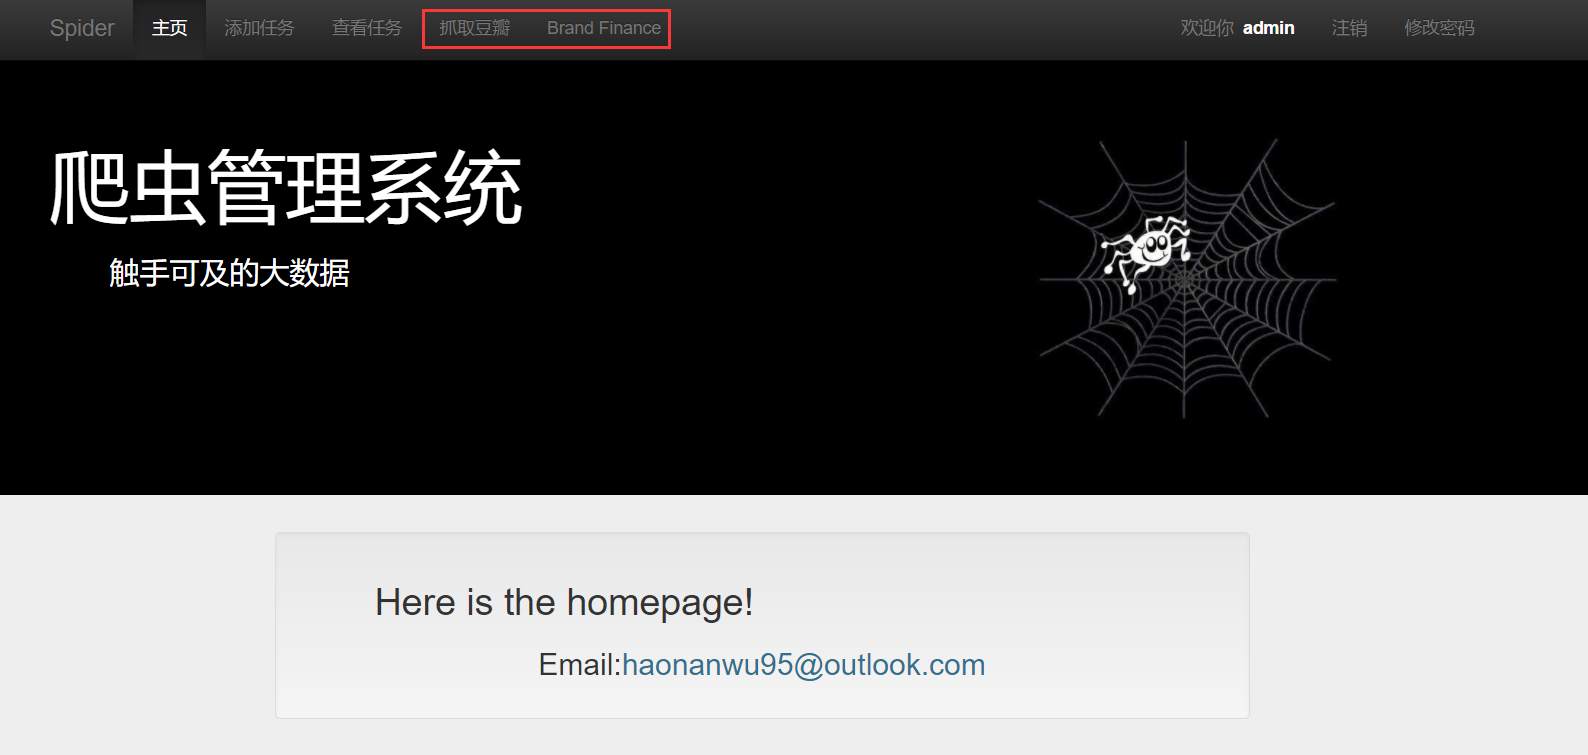 Spider 主页 添加任务 查看任务 抓取豆瓣 Brand Finance 欢迎你 admin 注销 修改密码
爬虫管理系统
触手可及的大数据
Here is the homepage!
Email:haonanwu95@outlook.com